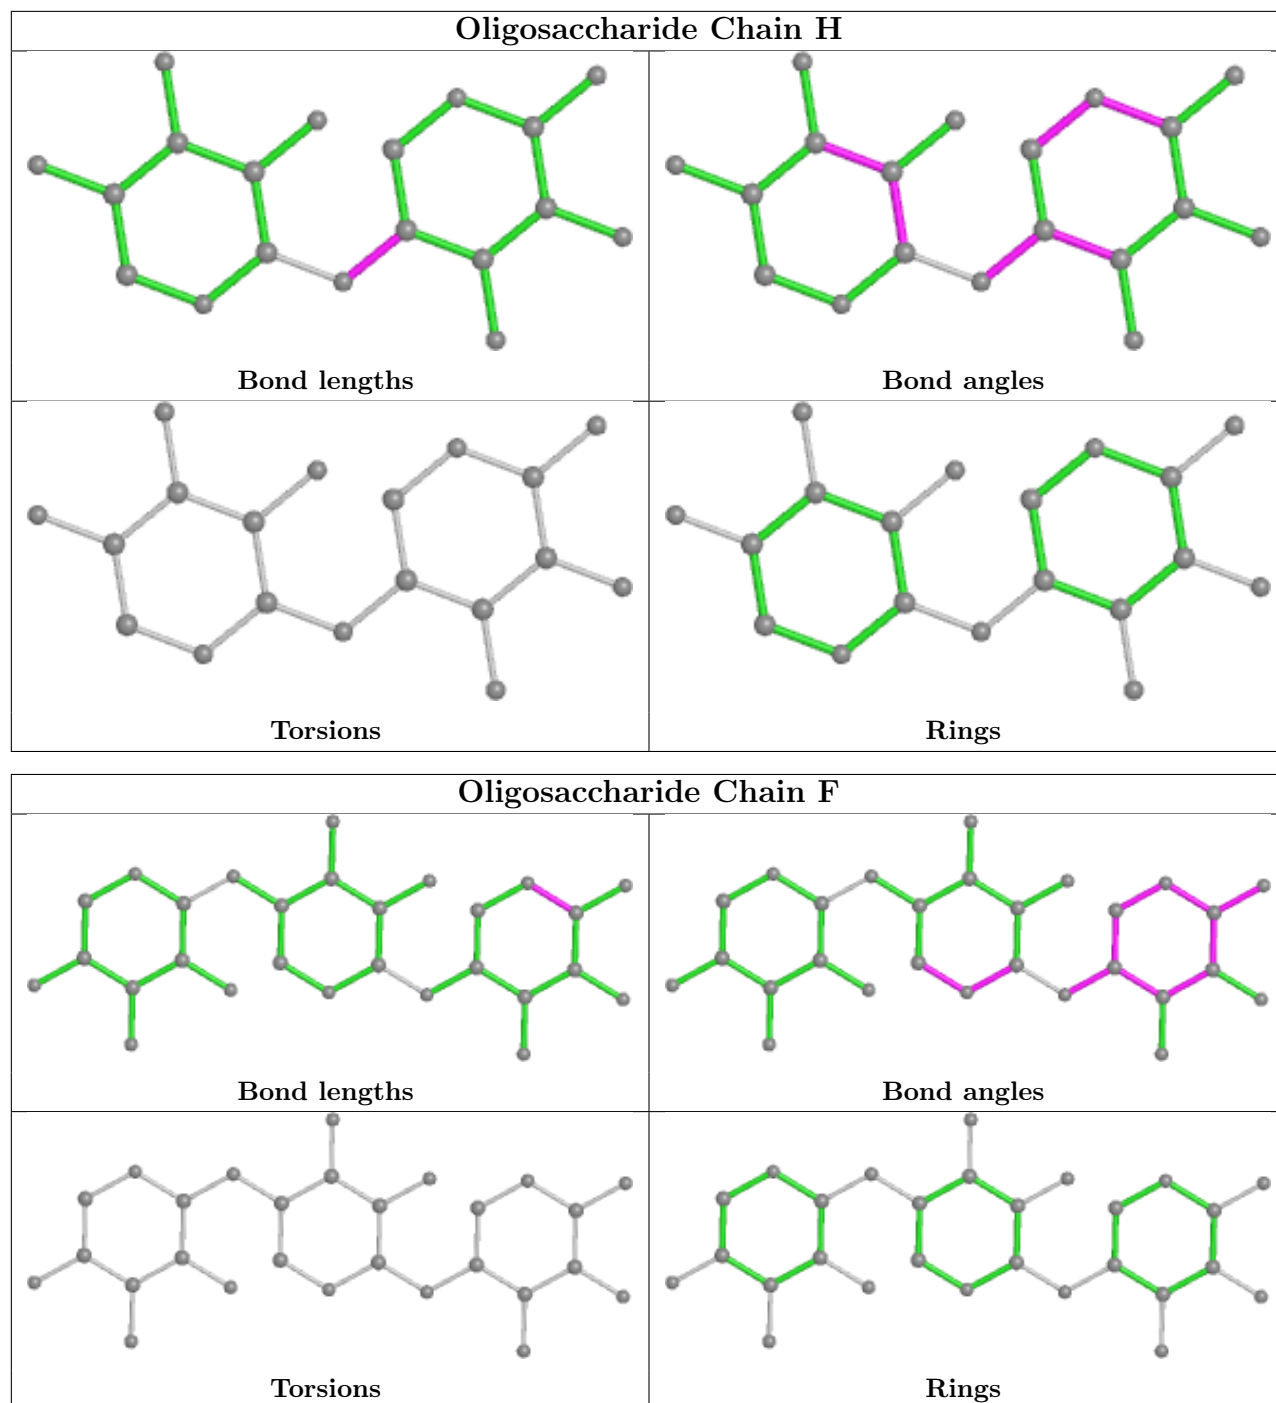 Oligosaccharide Chain H
Bond lengths
Bond angles
Torsions
Rings
Oligosaccharide Chain F
Bond lengths
Bond angles
Torsions
Rings